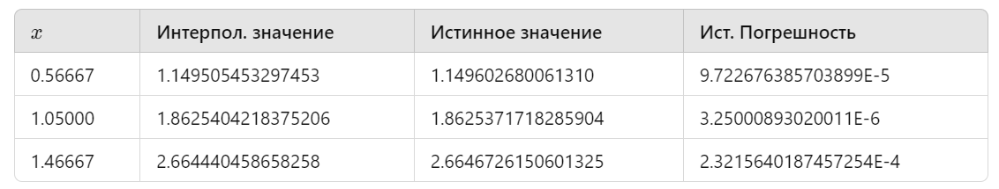 x Интерпол. значение Истинное значение Ист. Погрешность
0.56667 1.149505453297453 1.149602680061310 9.722676385703899E-5
1.05000 1.8625404218375206 1.8625371718285904 3.25000893020011E-6
1.46667 2.664440458658258 2.6646726150601325 2.3215640187457254E-4